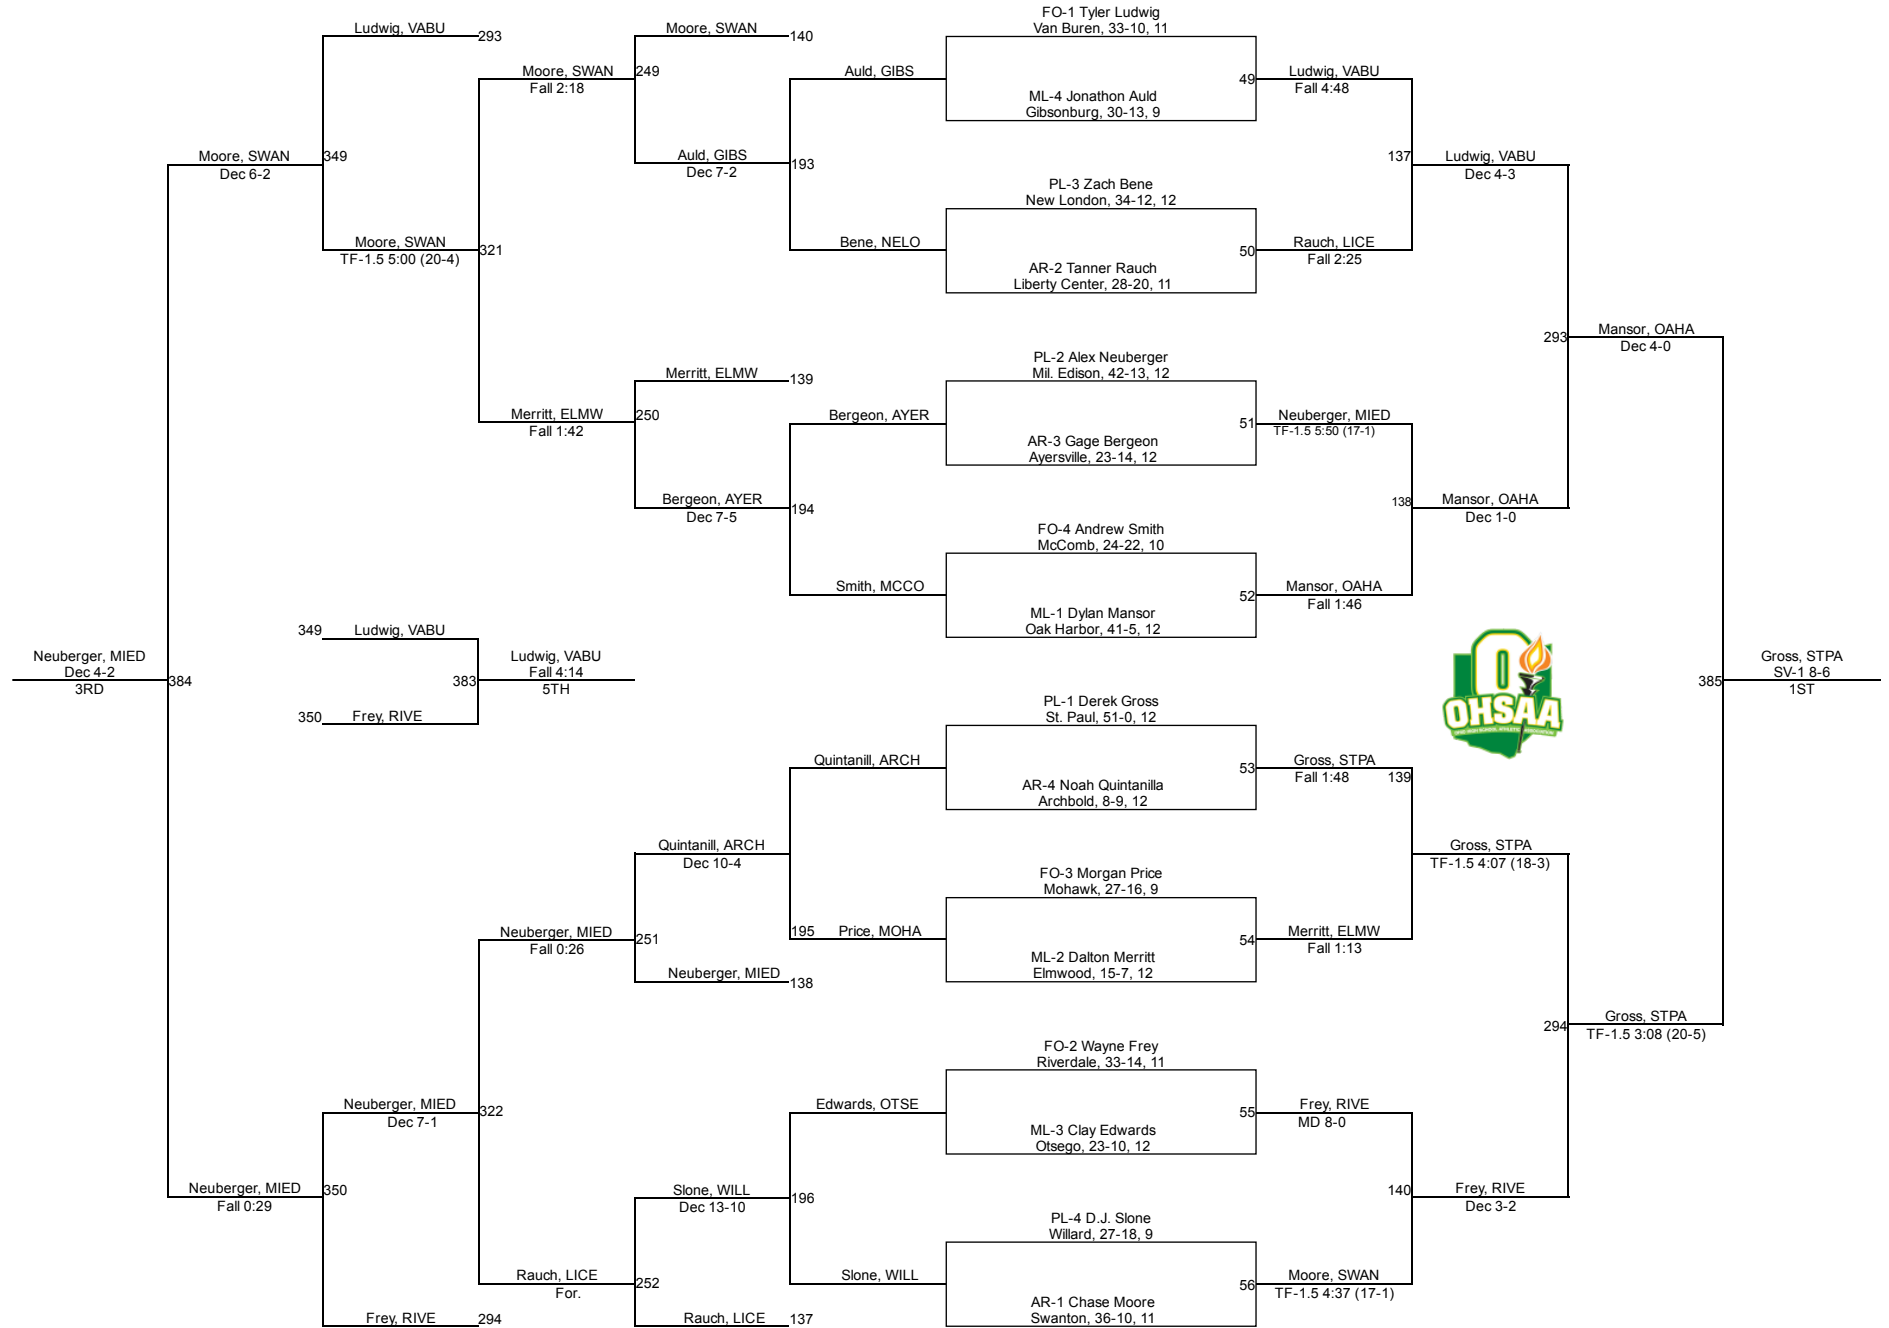 FO-1 Tyler Ludwig
Van Buren, 33-10, 11
Ludwig, VABU
293
Moore, SWAN
140
Moore, SWAN
Fall 2:18
249
Auld, GIBS
49
Ludwig, VABU
Fall 4:48
ML-4 Jonathon Auld
Gibsonburg, 30-13, 9
Moore, SWAN
Dec 6-2
349
Auld, GIBS
Dec 7-2
193
137
Ludwig, VABU
Dec 4-3
PL-3 Zach Bene
New London, 34-12, 12
Moore, SWAN
TF-1.5 5:00 (20-4)
321
Bene, NELO
50
Rauch, LICE
Fall 2:25
AR-2 Tanner Rauch
Liberty Center, 28-20, 11
293
Mansor, OAHA
Dec 4-0
PL-2 Alex Neuberger
Mil. Edison, 42-13, 12
Merritt, ELMW
139
Merritt, ELMW
Fall 1:42
250
Bergeon, AYER
51
Neuberger, MIED
TF-1.5 5:50 (17-1)
AR-3 Gage Bergeon
Ayersville, 23-14, 12
Bergeon, AYER
Dec 7-5
194
138
Mansor, OAHA
Dec 1-0
FO-4 Andrew Smith
McComb, 24-22, 10
Smith, MCCO
52
Mansor, OAHA
Fall 1:46
ML-1 Dylan Mansor
Oak Harbor, 41-5, 12
349
Ludwig, VABU
Neuberger, MIED
Dec 4-2
3RD
384
383
Ludwig, VABU
Fall 4:14
5TH
350
Frey, RIVE
OHSAA
385
Gross, STPA
SV-1 8-6
1ST
PL-1 Derek Gross
St. Paul, 51-0, 12
Quintanill, ARCH
53
Gross, STPA
Fall 1:48
139
AR-4 Noah Quintanilla
Archbold, 8-9, 12
Quintanill, ARCH
Dec 10-4
Gross, STPA
TF-1.5 4:07 (18-3)
FO-3 Morgan Price
Mohawk, 27-16, 9
Neuberger, MIED
Fall 0:26
251
195
Price, MOHA
54
Merritt, ELMW
Fall 1:13
ML-2 Dalton Merritt
Elmwood, 15-7, 12
Neuberger, MIED
138
294
Gross, STPA
TF-1.5 3:08 (20-5)
FO-2 Wayne Frey
Riverdale, 33-14, 11
Neuberger, MIED
Dec 7-1
322
Edwards, OTSE
55
Frey, RIVE
MD 8-0
ML-3 Clay Edwards
Otsego, 23-10, 12
Neuberger, MIED
Fall 0:29
350
Slone, WILL
Dec 13-10
196
140
Frey, RIVE
Dec 3-2
PL-4 D.J. Slone
Willard, 27-18, 9
Rauch, LICE
For.
252
Slone, WILL
56
Moore, SWAN
TF-1.5 4:37 (17-1)
AR-1 Chase Moore
Swanton, 36-10, 11
Frey, RIVE
294
Rauch, LICE
137